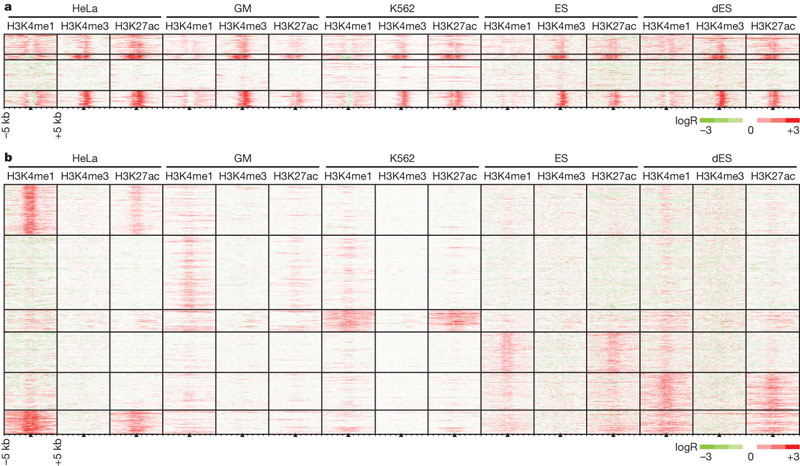 a
HeLa GM K562 ES dES
H3K4me1 H3K4me3 H3K27ac H3K4me1 H3K4me3 H3K27ac H3K4me1 H3K4me3 H3K27ac H3K4me1 H3K4me3 H3K27ac H3K4me1 H3K4me3 H3K27ac
–5 kb +5 kb
logR
–3 0 +3
b
HeLa GM K562 ES dES
H3K4me1 H3K4me3 H3K27ac H3K4me1 H3K4me3 H3K27ac H3K4me1 H3K4me3 H3K27ac H3K4me1 H3K4me3 H3K27ac H3K4me1 H3K4me3 H3K27ac
–5 kb +5 kb
logR
–3 0 +3